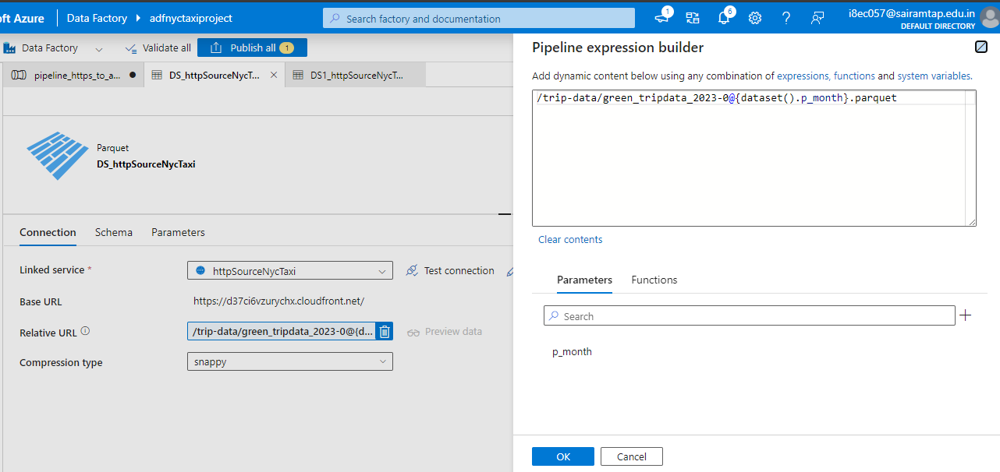 oft Azure
Data Factory
adfnyctaxiproject
Search factory and documentation
1
6
i8ec057@sairamtap.edu.in
DEFAULT DIRECTORY
Data Factory
Validate all
Publish all
1
pipeline_https_to_a...
DS_httpSourceNycT...
DS1_httpSourceNycT...
Parquet
DS_httpSourceNycTaxi
Connection
Schema
Parameters
Linked service *
httpSourceNycTaxi
Test connection
Base URL
https://d37ci6vzurychx.cloudfront.net/
Relative URL
/trip-data/green_tripdata_2023-0@{d...
Preview data
Compression type
snappy
Pipeline expression builder
Add dynamic content below using any combination of expressions, functions and system variables.
/trip-data/green_tripdata_2023-0@{dataset().p_month}.parquet
Clear contents
Parameters
Functions
Search
p_month
OK
Cancel